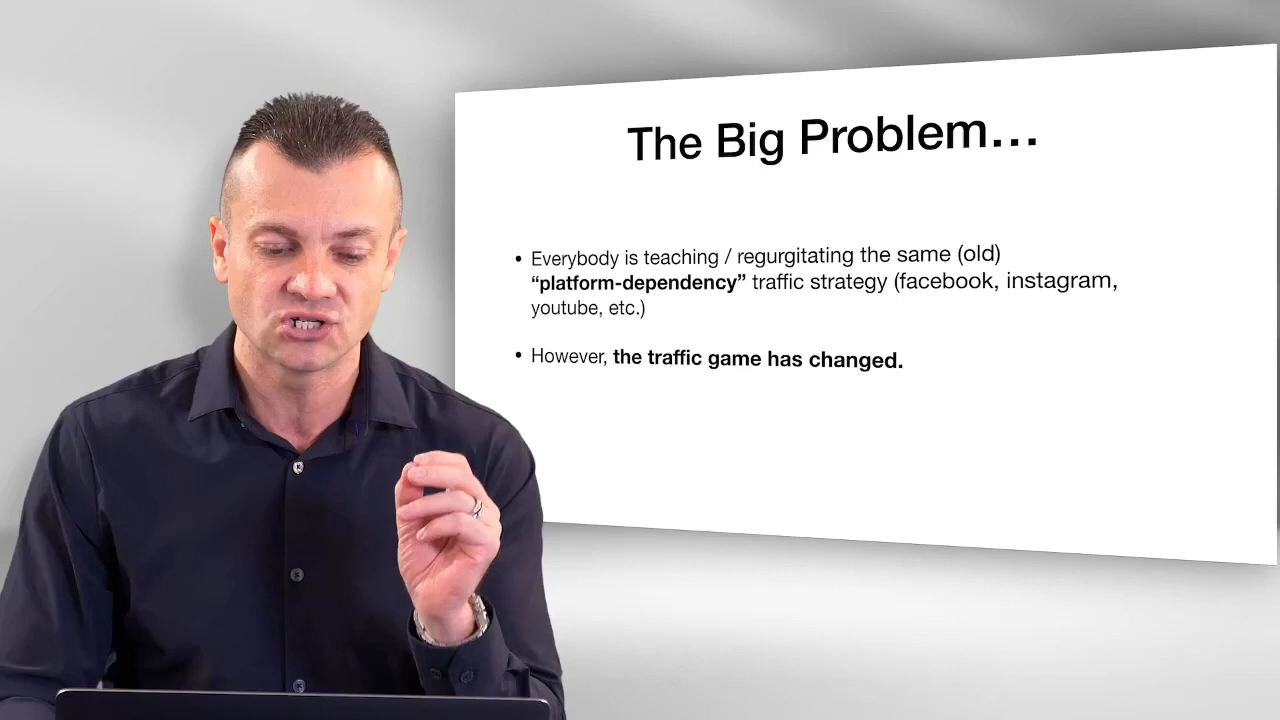 The Big Problem…
• Everybody is teaching / regurgitating the same (old)
“platform-dependency” traffic strategy (facebook, instagram,
youtube, etc.)
• However, the traffic game has changed.